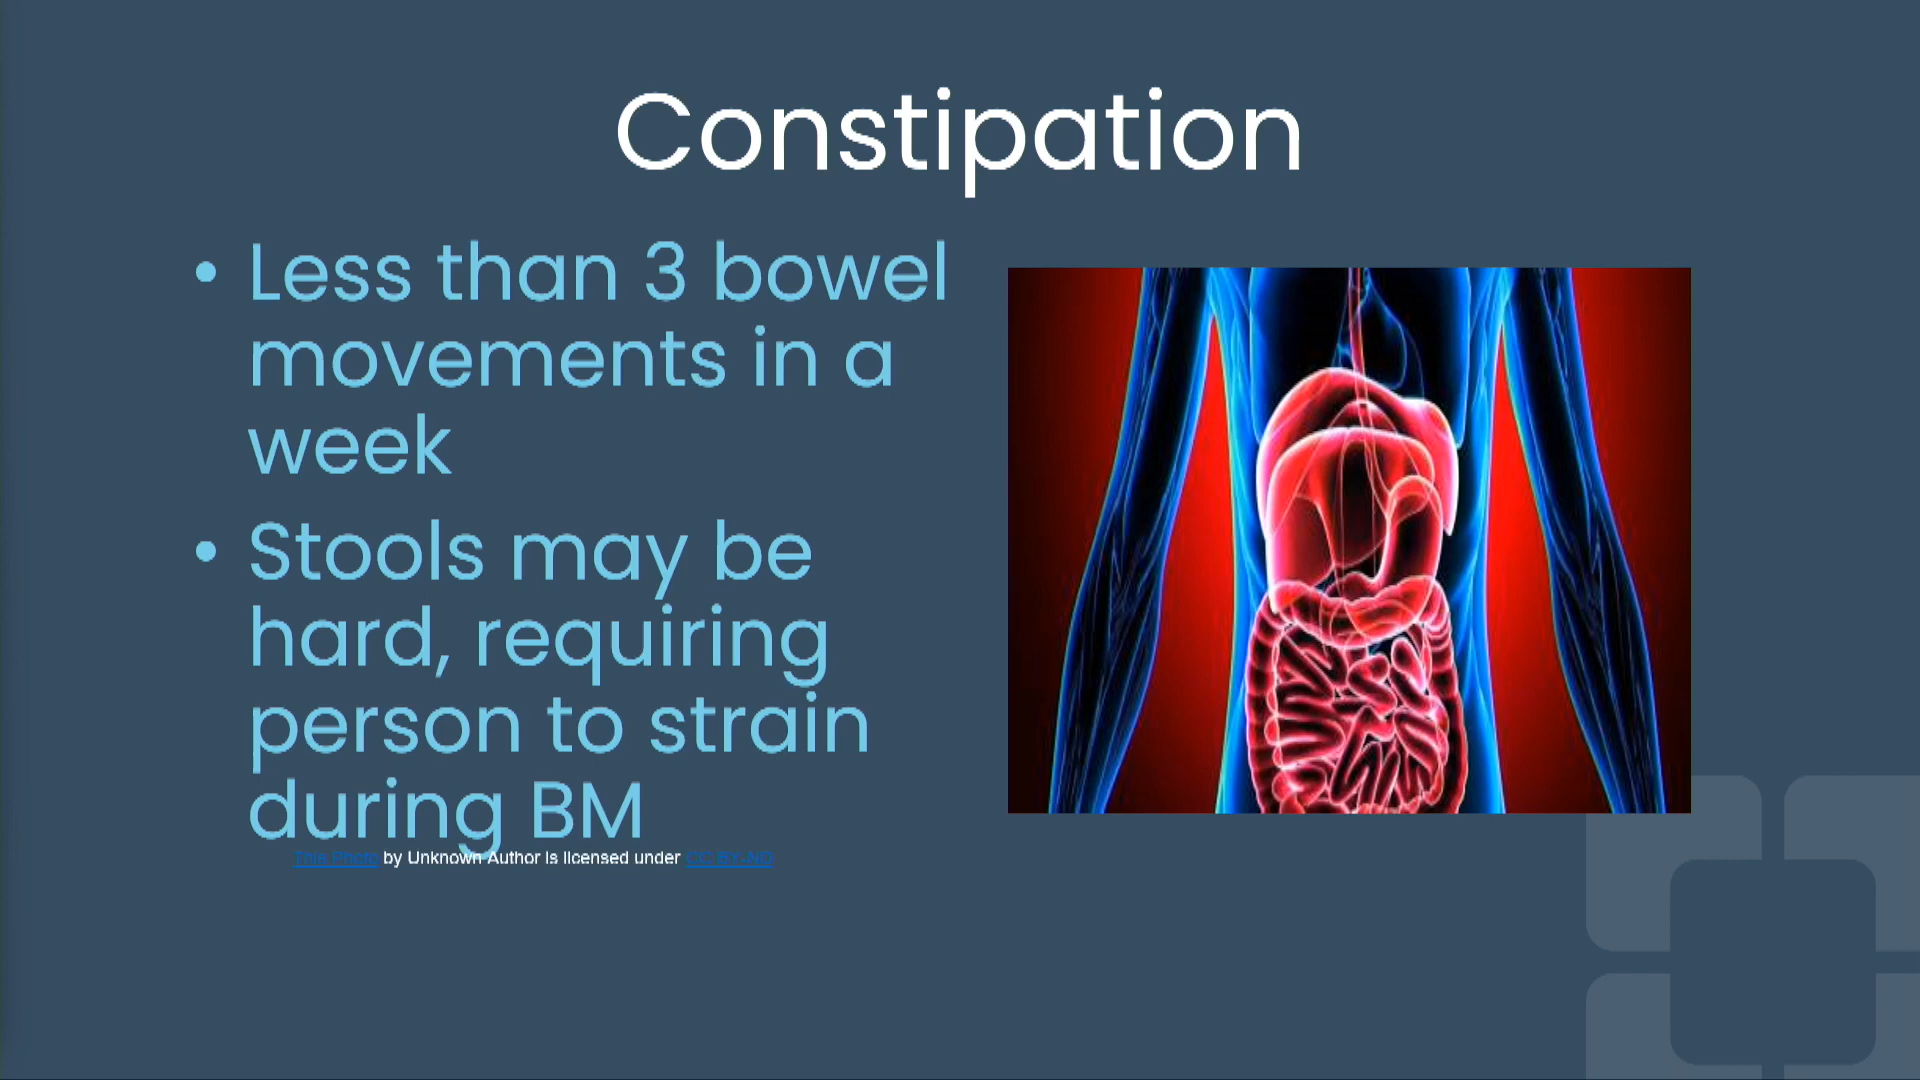 Constipation
• Less than 3 bowel
movements in a
week
• Stools may be
hard, requiring
person to strain
during BM
This Photo by Unknown Author is licensed under CC BY-ND